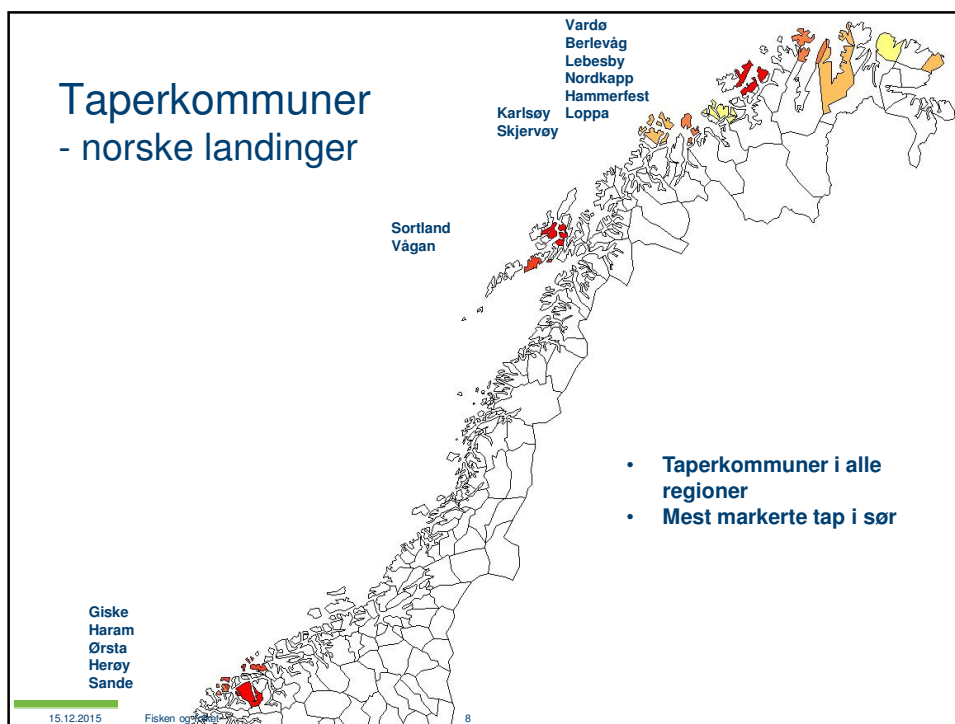 Taperkommuner
- norske landinger
Vardø
Berlevåg
Lebesby
Nordkapp
Hammerfest
Loppa
Karlsøy
Skjervøy
Sortland
Vågan
• Taperkommuner i alle
regioner
• Mest markerte tap i sør
Giske
Haram
Ørsta
Herøy
Sande
15.12.2015 Fisken og 8